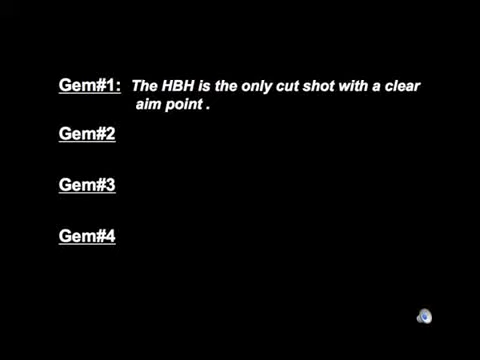 Gem#1: The HBH is the only cut shot with a clear
aim point .
Gem#2
Gem#3
Gem#4